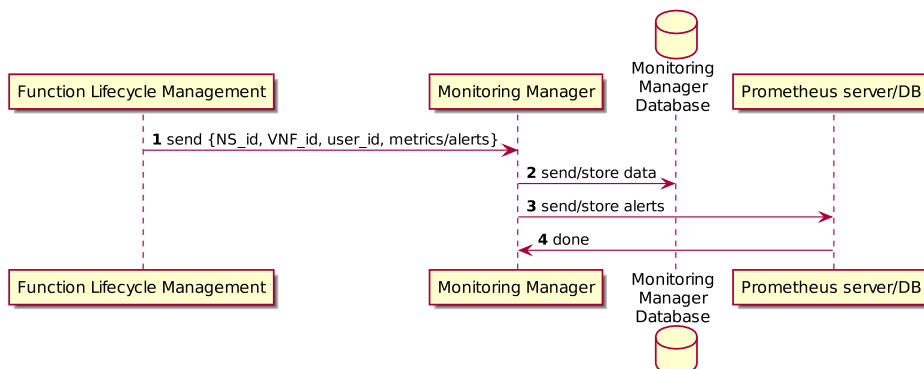 Monitoring
Manager
Database
Function Lifecycle Management
Monitoring Manager
Prometheus server/DB
1 send {NS_id, VNF_id, user_id, metrics/alerts}
2 send/store data
3 send/store alerts
4 done
Function Lifecycle Management
Monitoring Manager
Monitoring
Manager
Database
Prometheus server/DB